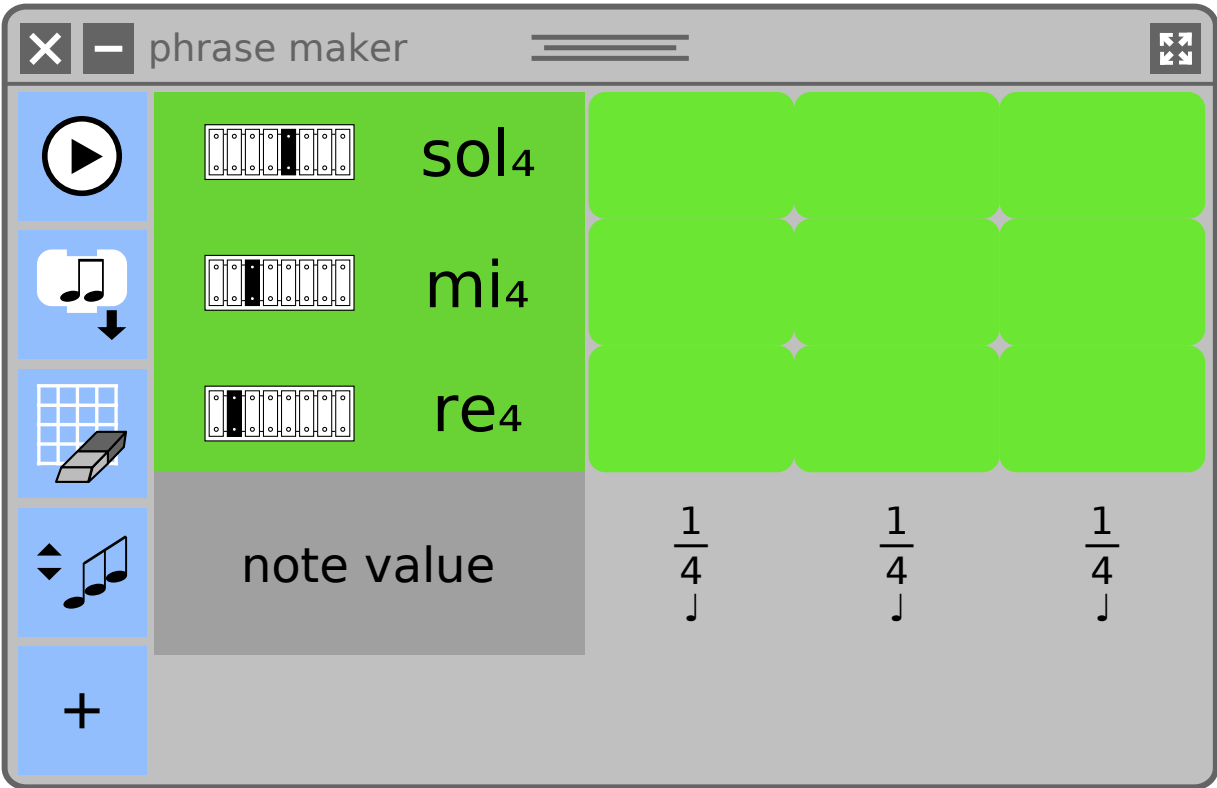 phrase maker
sol₄
mi₄
re₄
note value
1 1 1
4 4 4
♩ ♩ ♩
+